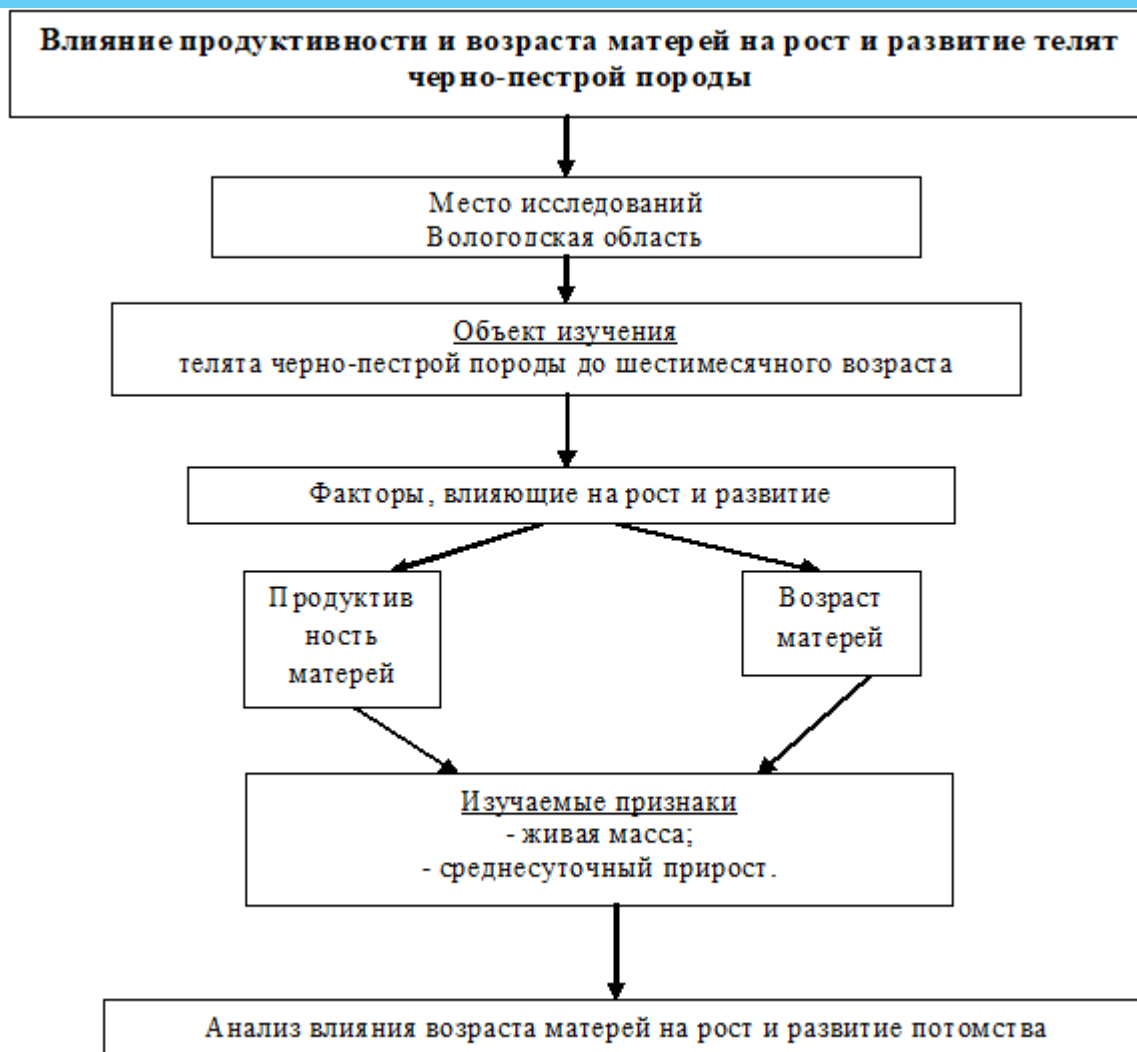 Влияние продуктивности и возраста матерей на рост и развитие телят
черно-пестрой породы
Место исследований
Вологодская область
Объект изучения
телята черно-пестрой породы до шестимесячного возраста
Факторы, влияющие на рост и развитие
Продуктив
ность
матерей
Возраст
матерей
Изучаемые признаки
- живая масса;
- среднесуточный прирост.
Анализ влияния возраста матерей на рост и развитие потомства